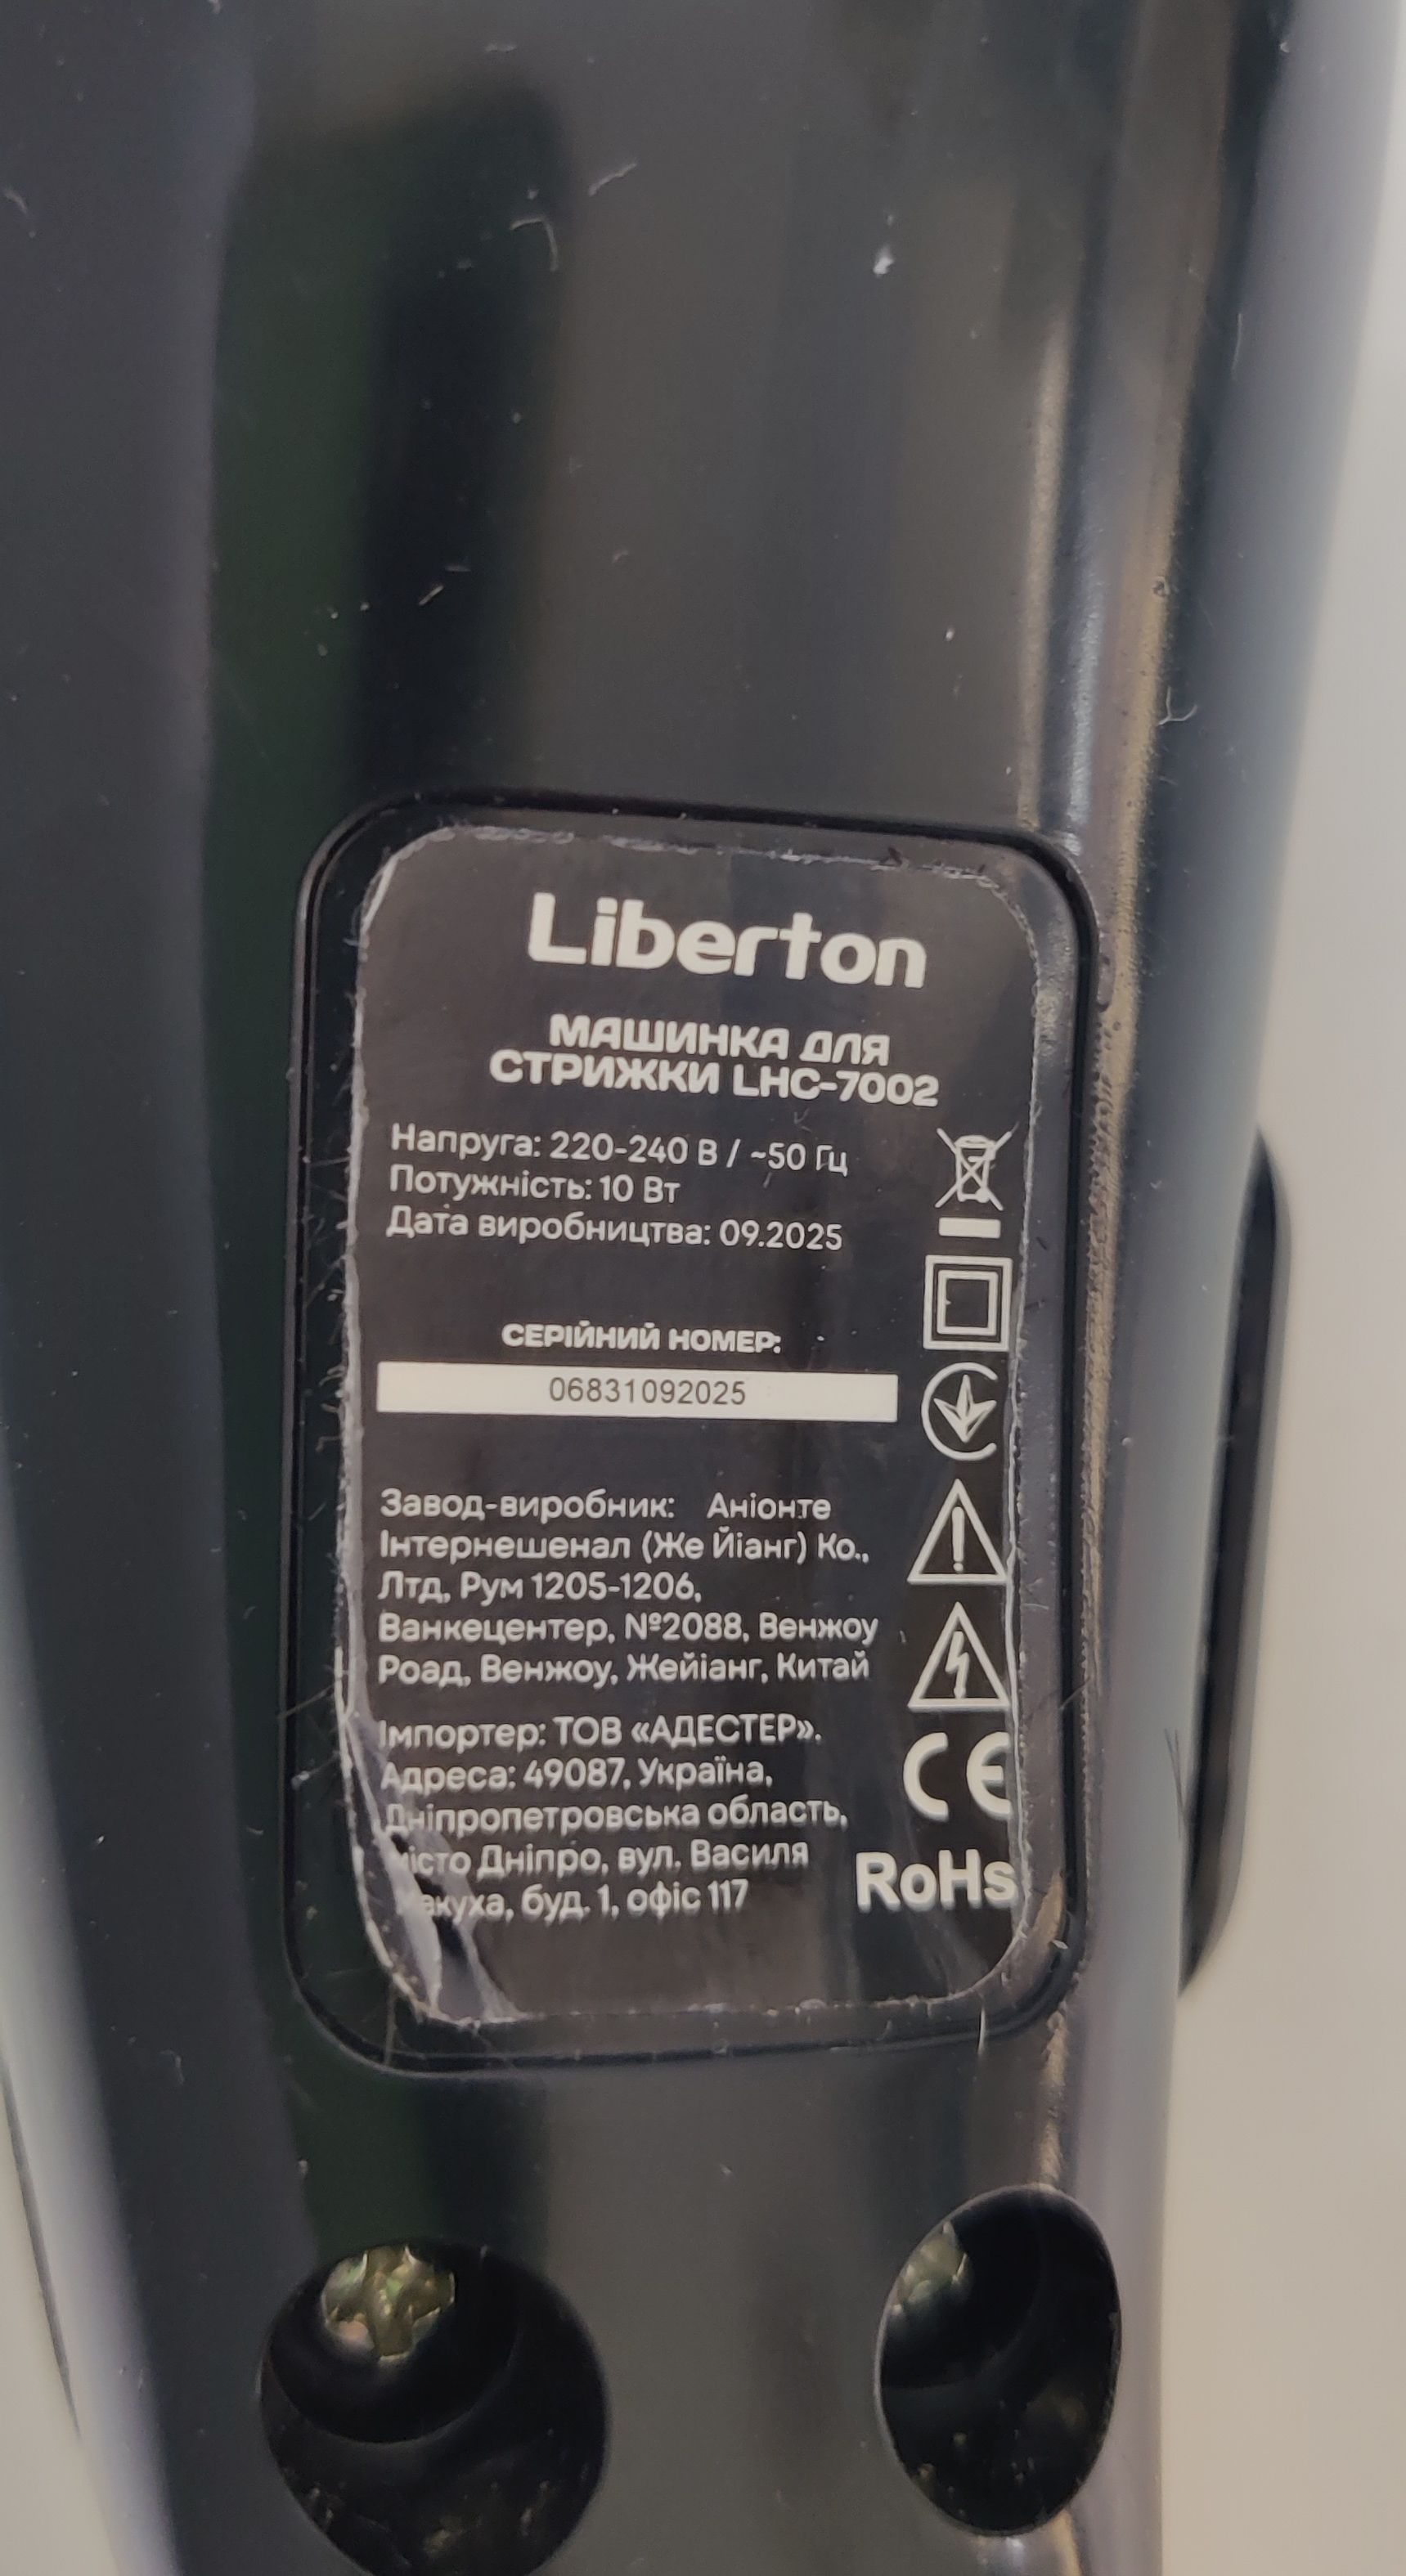 Liberton
МАШИНКА ДЛЯ
СТРИЖКИ LHC-7002
Напруга: 220-240 В / ~50 Гц
Потужність: 10 Вт
Дата виробництва: 09.2025
СЕРІЙНИЙ НОМЕР:
06831092025
Завод-виробник: Аніонте
Інтернешенал (Же Йіанг) Ко.,
Лтд, Рум 1205-1206,
Ванкецентер, №2088, Венжоу
Роад, Венжоу, Жейіанг, Китай
Імпортер: ТОВ «АДЕСТЕР».
Адреса: 49087, Україна,
Дніпропетровська область,
місто Дніпро, вул. Василя
буд. 1, офіс 117
CE
RoHs